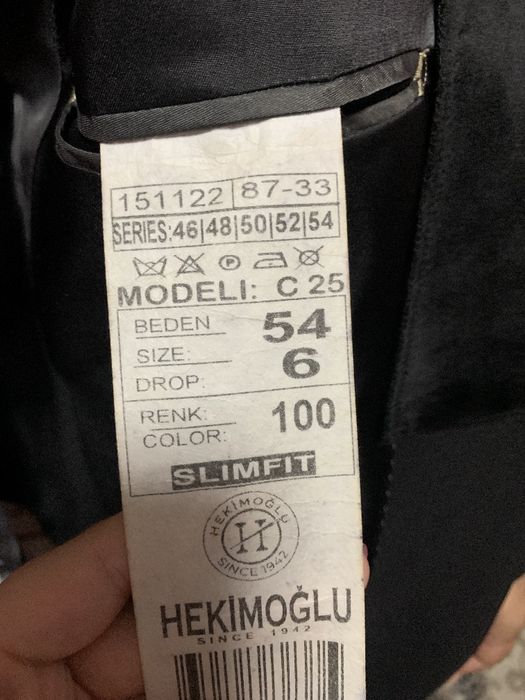 151122 87-33
SERIES:46|48|50|52|54
P
MODELI: C 25
BEDEN 54
SIZE:
DROP: 6
RENK: 100
COLOR:
SLIMFIT
HEKİMOĞLU
H
SINCE 1942
HEKİMOĞLU
SINCE 1942